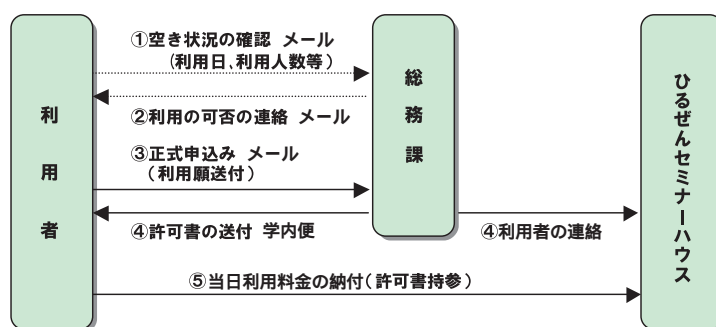 利用者
①空き状況の確認 メール
(利用日、利用人数等)
②利用の可否の連絡 メール
③正式申込み メール
(利用願送付)
④許可書の送付 学内便
総務課
④利用者の連絡
⑤当日利用料金の納付(許可書持参)
ひるぜんセミナーハウス